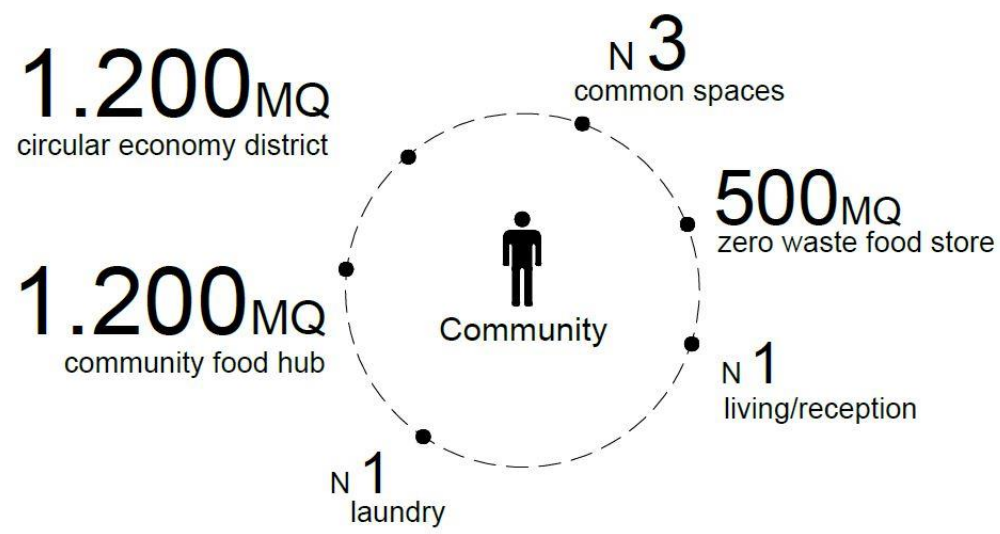 N 3
common spaces
1.200MQ
circular economy district
500MQ
zero waste food store
1.200MQ
community food hub
Community
N 1
living/reception
N 1
laundry